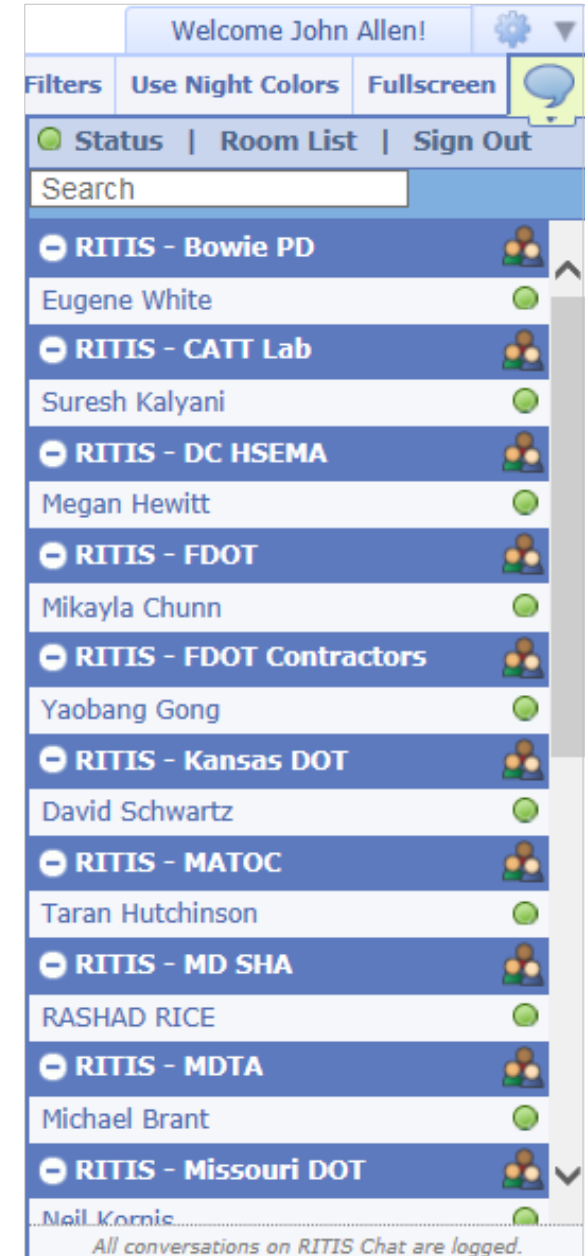 Welcome John Allen!
Filters Use Night Colors Fullscreen
Status | Room List | Sign Out
Search
RITIS - Bowie PD
Eugene White
RITIS - CATT Lab
Suresh Kalyani
RITIS - DC HSEMA
Megan Hewitt
RITIS - FDOT
Mikayla Chunn
RITIS - FDOT Contractors
Yaobang Gong
RITIS - Kansas DOT
David Schwartz
RITIS - MATOC
Taran Hutchinson
RITIS - MD SHA
RASHAD RICE
RITIS - MDTA
Michael Brant
RITIS - Missouri DOT
Neil Kornis
All conversations on RITIS Chat are logged.